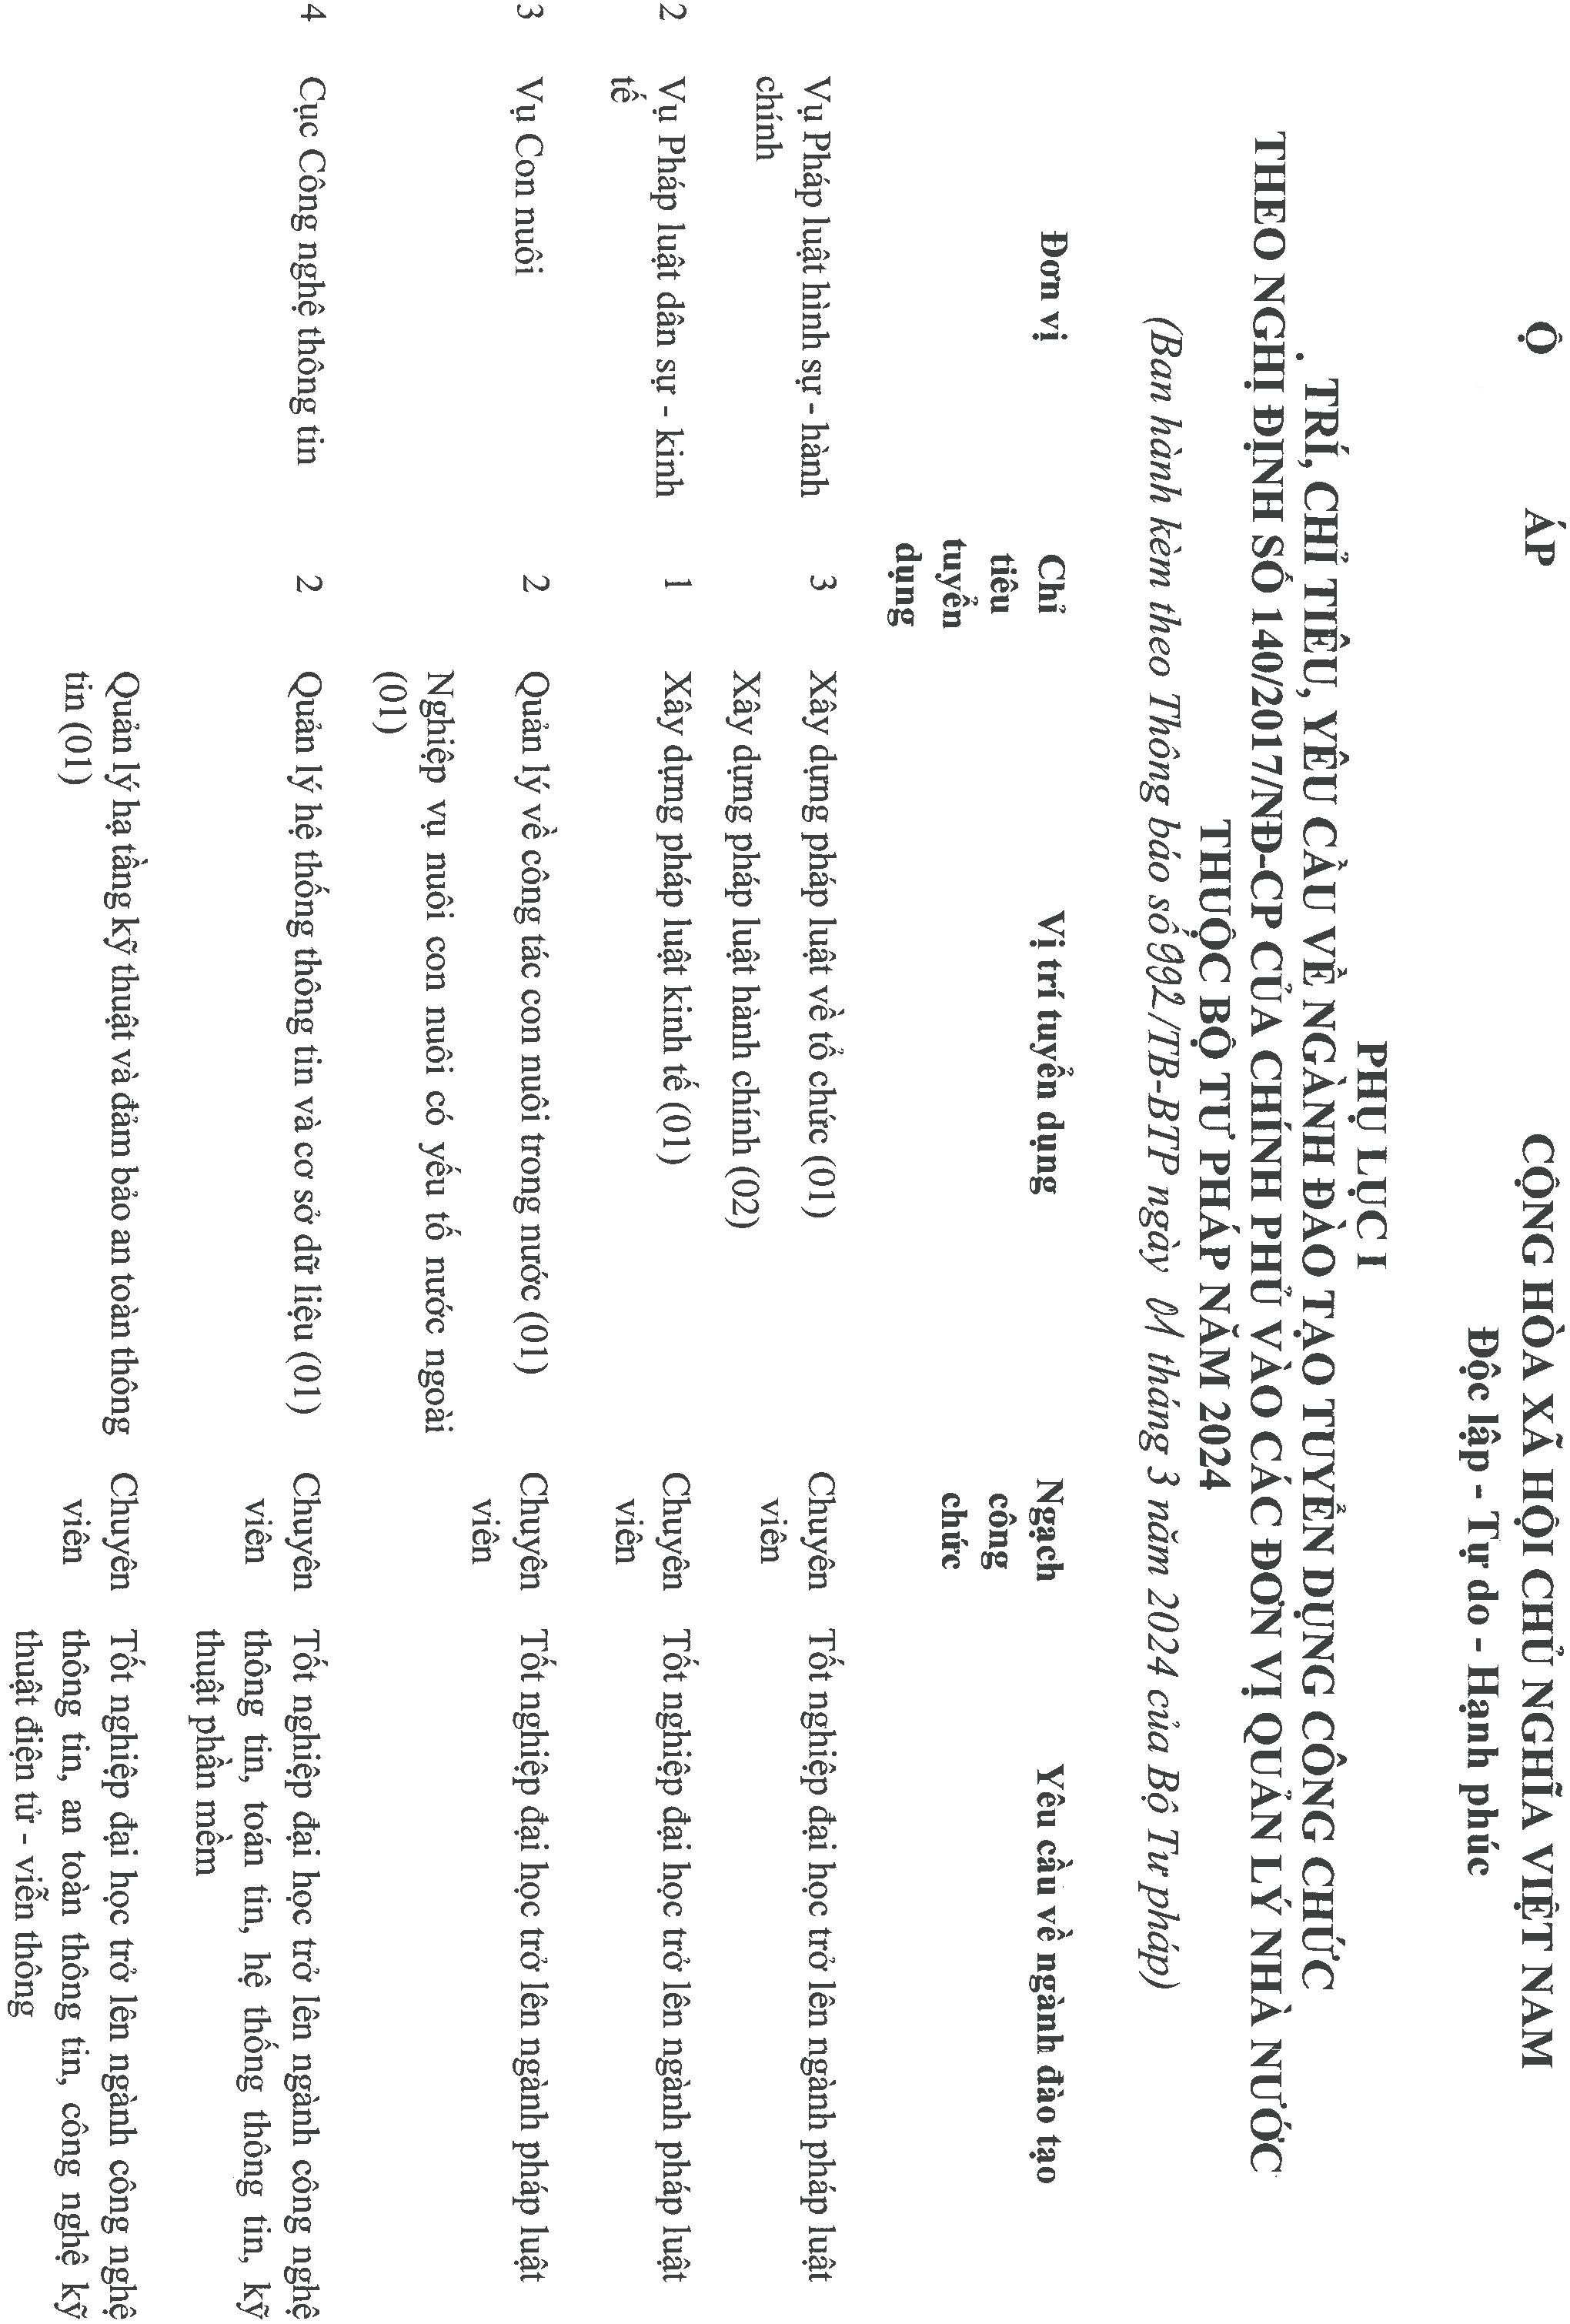 Ộ ÁP CỘNG HÒA XÃ HỘI CHỦ NGHĨA VIỆT NAM
Độc lập - Tự do - Hạnh phúc
PHỤ LỤC I
TRÍ, CHỈ TIÊU, YÊU CẦU VỀ NGÀNH ĐÀO TẠO TUYỂN DỤNG CÔNG CHỨC
THEO NGHỊ ĐỊNH SỐ 140/2017/NĐ-CP CỦA CHÍNH PHỦ VÀO CÁC ĐƠN VỊ QUẢN LÝ NHÀ NƯỚC
THUỘC BỘ TƯ PHÁP NĂM 2024
(Ban hành kèm theo Thông báo số 992/TB-BTP ngày 01 tháng 3 năm 2024 của Bộ Tư pháp)
Đơn vị
Chỉ
tiêu
tuyển
dụng
Vị trí tuyển dụng
Ngạch
công
chức
Yêu cầu về ngành đào tạo
Vụ Pháp luật hình sự - hành
chính
3
Xây dựng pháp luật về tổ chức (01)
Xây dựng pháp luật hành chính (02)
Chuyên
viên
Tốt nghiệp đại học trở lên ngành pháp luật
2
Vụ Pháp luật dân sự - kinh
tế
1
Xây dựng pháp luật kinh tế (01)
Chuyên
viên
Tốt nghiệp đại học trở lên ngành pháp luật
3
Vụ Con nuôi
2
Quản lý về công tác con nuôi trong nước (01)
Nghiệp vụ nuôi con nuôi có yếu tố nước ngoài
(01)
Chuyên
viên
Tốt nghiệp đại học trở lên ngành pháp luật
4
Cục Công nghệ thông tin
2
Quản lý hệ thống thông tin và cơ sở dữ liệu (01)
Chuyên
viên
Tốt nghiệp đại học trở lên ngành công nghệ
thông tin, toán tin, hệ thống thông tin, kỹ
thuật phần mềm
Quản lý hạ tầng kỹ thuật và đảm bảo an toàn thông
tin (01)
Chuyên
viên
Tốt nghiệp đại học trở lên ngành công nghệ
thông tin, an toàn thông tin, công nghệ kỹ
thuật điện tử - viễn thông